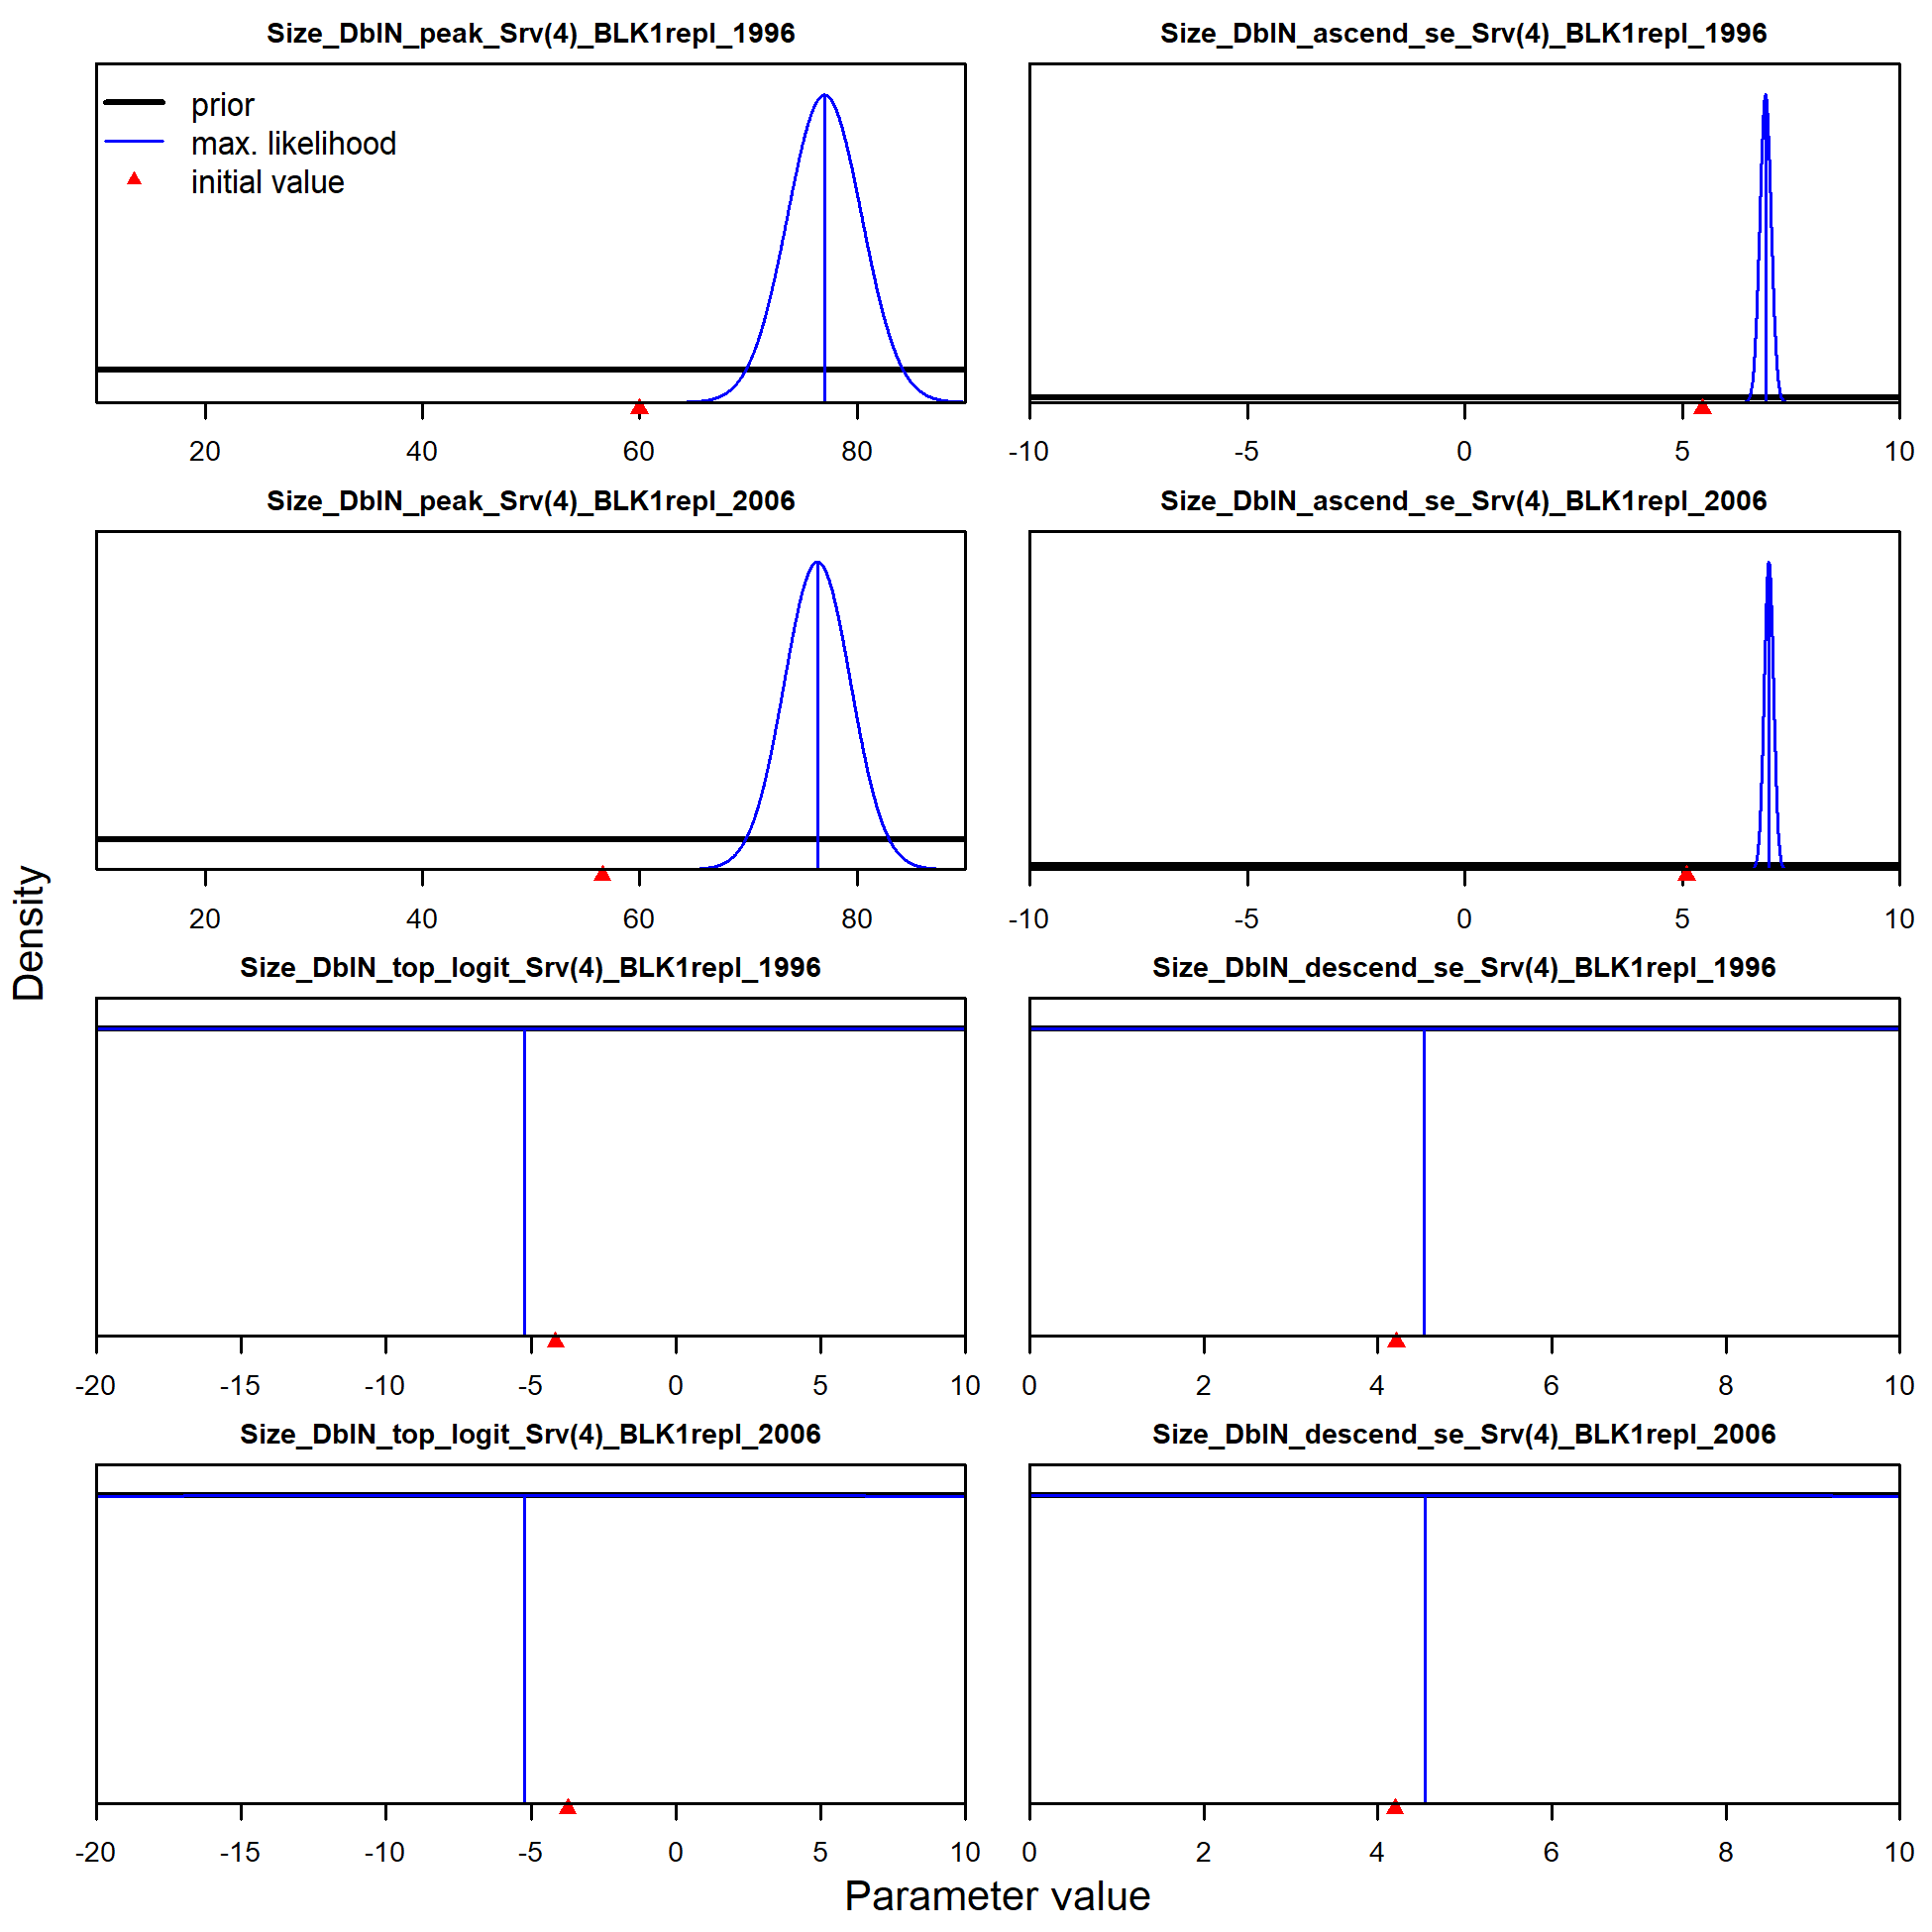 Size_DblN_peak_Srv(4)_BLK1repl_1996
prior
max. likelihood
initial value
20 40 60 80
Size_DblN_ascend_se_Srv(4)_BLK1repl_1996
-10 -5 0 5 10
Size_DblN_peak_Srv(4)_BLK1repl_2006
20 40 60 80
Size_DblN_ascend_se_Srv(4)_BLK1repl_2006
-10 -5 0 5 10
Size_DblN_top_logit_Srv(4)_BLK1repl_1996
-20 -15 -10 -5 0 5 10
Size_DblN_descend_se_Srv(4)_BLK1repl_1996
0 2 4 6 8 10
Size_DblN_top_logit_Srv(4)_BLK1repl_2006
-20 -15 -10 -5 0 5 10
Size_DblN_descend_se_Srv(4)_BLK1repl_2006
0 2 4 6 8 10
Density
Parameter value